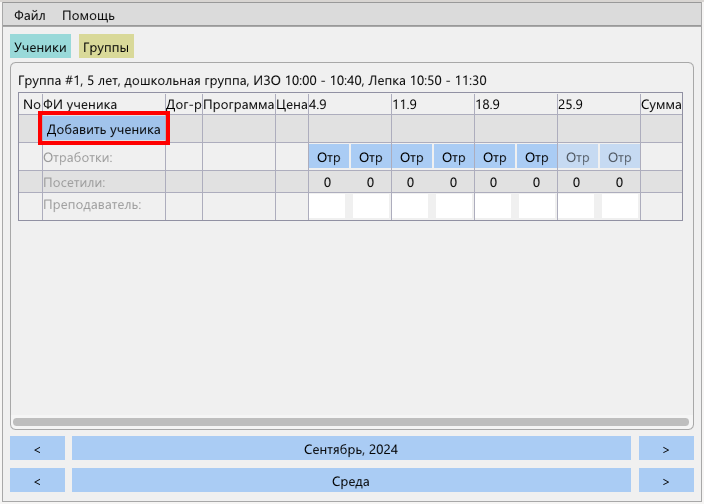 Файл Помощь
Ученики Группы
Группа #1, 5 лет, дошкольная группа, ИЗО 10:00 - 10:40, Лепка 10:50 - 11:30
No ФИ ученика Дог-р Программа Цена 4.9 11.9 18.9 25.9 Сумма
Добавить ученика
Отработки: Отр Отр Отр Отр Отр Отр Отр Отр
Посетили: 0 0 0 0 0 0 0 0
Преподаватель:
< Сентябрь, 2024 >
< Среда >